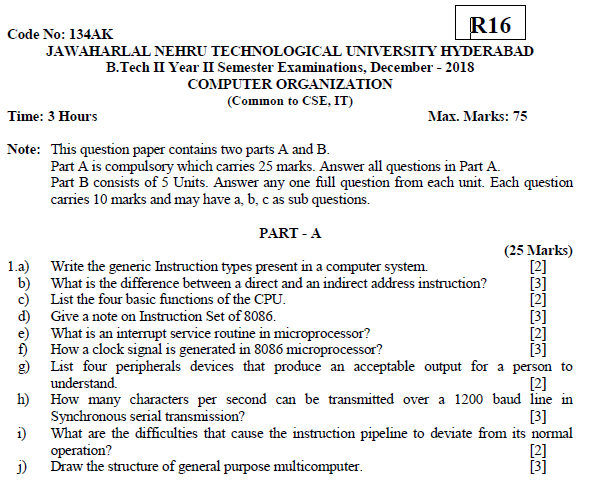 R16
Code No: 134AK
JAWAHARLAL NEHRU TECHNOLOGICAL UNIVERSITY HYDERABAD
B.Tech II Year II Semester Examinations, December - 2018
COMPUTER ORGANIZATION
(Common to CSE, IT)
Time: 3 Hours Max. Marks: 75
Note: This question paper contains two parts A and B.
Part A is compulsory which carries 25 marks. Answer all questions in Part A.
Part B consists of 5 Units. Answer any one full question from each unit. Each question
carries 10 marks and may have a, b, c as sub questions.
PART - A
(25 Marks)
1.a) Write the generic Instruction types present in a computer system. [2]
b) What is the difference between a direct and an indirect address instruction? [3]
c) List the four basic functions of the CPU. [2]
d) Give a note on Instruction Set of 8086. [3]
e) What is an interrupt service routine in microprocessor? [2]
f) How a clock signal is generated in 8086 microprocessor? [3]
g) List four peripherals devices that produce an acceptable output for a person to
understand. [2]
h) How many characters per second can be transmitted over a 1200 baud line in
Synchronous serial transmission? [3]
i) What are the difficulties that cause the instruction pipeline to deviate from its normal
operation? [2]
j) Draw the structure of general purpose multicomputer. [3]